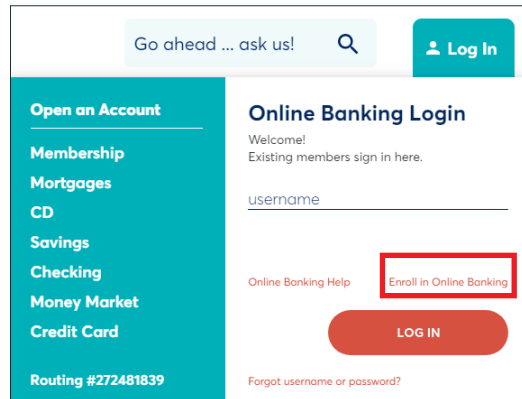 Go ahead ... ask us!
Log In
Open an Account
Membership
Mortgages
CD
Savings
Checking
Money Market
Credit Card
Routing #272481839
Online Banking Login
Welcome!
Existing members sign in here.
username
Online Banking Help
Enroll in Online Banking
LOG IN
Forgot username or password?